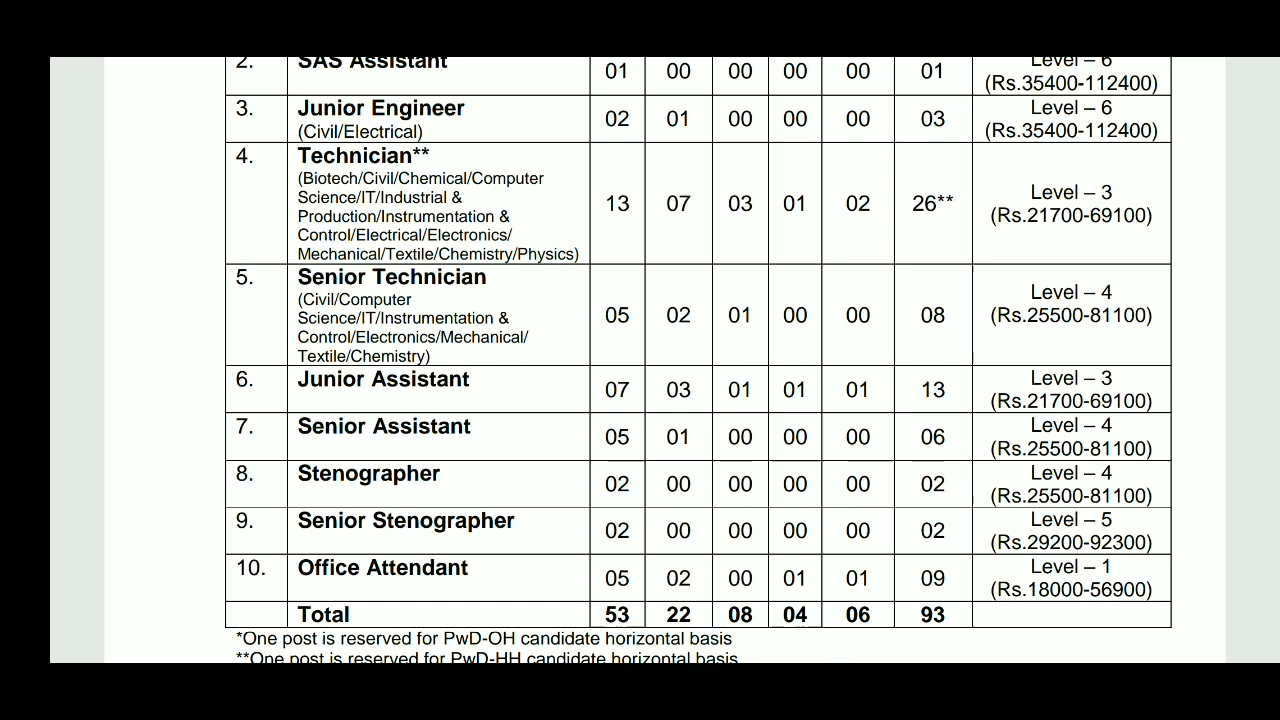 2. SAS Assistant 01 00 00 00 00 01 Level – 6
(Rs.35400-112400)
3. Junior Engineer 02 01 00 00 00 03 Level – 6
(Civil/Electrical) (Rs.35400-112400)
4. Technician**
(Biotech/Civil/Chemical/Computer
Science/IT/Industrial &
Production/Instrumentation &
Control/Electrical/Electronics/
Mechanical/Textile/Chemistry/Physics)
13 07 03 01 02 26** Level – 3
(Rs.21700-69100)
5. Senior Technician
(Civil/Computer
Science/IT/Instrumentation &
Control/Electronics/Mechanical/
Textile/Chemistry)
05 02 01 00 00 08 Level – 4
(Rs.25500-81100)
6. Junior Assistant 07 03 01 01 01 13 Level – 3
(Rs.21700-69100)
7. Senior Assistant 05 01 00 00 00 06 Level – 4
(Rs.25500-81100)
8. Stenographer 02 00 00 00 00 02 Level – 4
(Rs.25500-81100)
9. Senior Stenographer 02 00 00 00 00 02 Level – 5
(Rs.29200-92300)
10. Office Attendant 05 02 00 01 01 09 Level – 1
(Rs.18000-56900)
Total 53 22 08 04 06 93
*One post is reserved for PwD-OH candidate horizontal basis
**One post is reserved for PwD-HH candidate horizontal basis